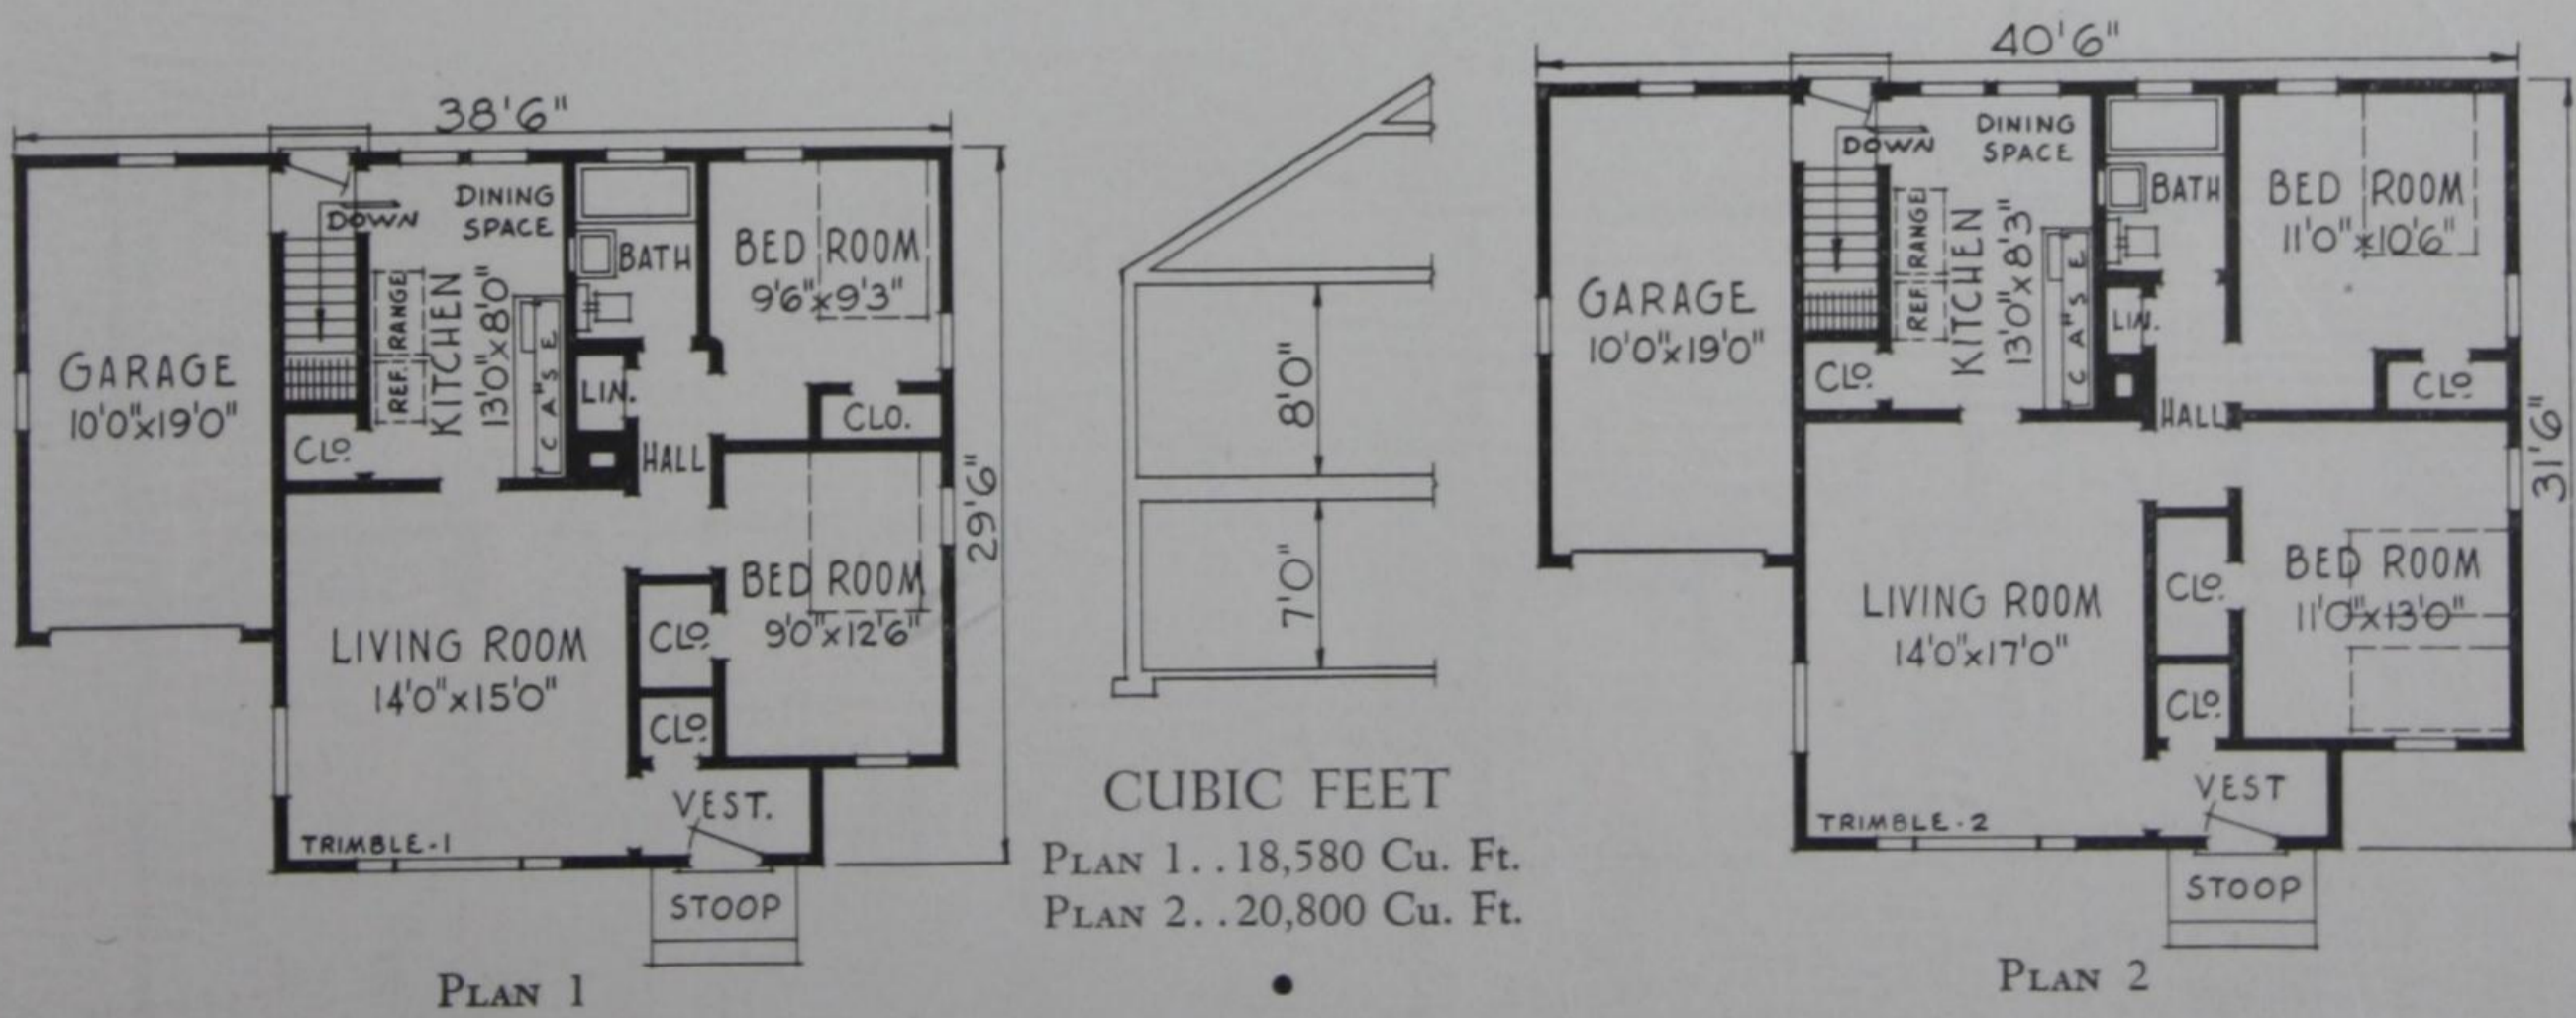 38'6"
DINING
SPACE
DOWN
BATH
BED ROOM
9'6"x9'3"
GARAGE
10'0"x19'0"
RANGE
REF.
KITCHEN
13'0"x8'0"
CASE
LIN.
CLO.
CLO.
HALL
29'6"
BED ROOM
9'0"x12'6"
LIVING ROOM
14'0"x15'0"
CLO.
CLO.
VEST.
TRIMBLE-1
STOOP
PLAN 1
8'0"
7'0"
CUBIC FEET
PLAN 1..18,580 Cu. Ft.
PLAN 2..20,800 Cu. Ft.
40'6"
DINING
SPACE
DOWN
BATH
BED ROOM
11'0"x10'6"
GARAGE
10'0"x19'0"
RANGE
REF.
KITCHEN
13'0"x8'3"
CASE
LIN.
CLO.
CLO.
HALL
31'6"
BED ROOM
11'0"x13'0"
LIVING ROOM
14'0"x17'0"
CLO.
CLO.
VEST
TRIMBLE-2
STOOP
PLAN 2